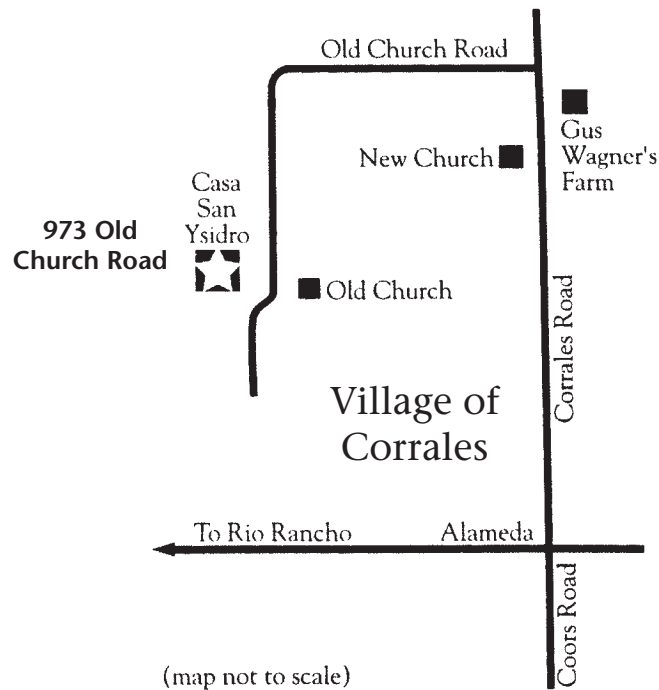 Old Church Road
Gus
Wagner's
Farm
New Church
Casa
San
Ysidro
973 Old
Church Road
Old Church
Corrales Road
Village of
Corrales
To Rio Rancho
Alameda
Coors Road
(map not to scale)